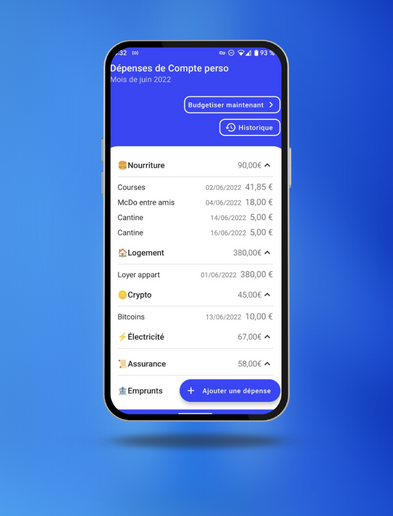 :32 93 %
Dépenses de Compte perso
Mois de juin 2022
Budgetiser maintenant
Historique
Nourriture 90,00€
Courses 02/06/2022 41,85 €
McDo entre amis 04/06/2022 18,00 €
Cantine 14/06/2022 5,00 €
Cantine 16/06/2022 5,00 €
Logement 380,00€
Loyer appart 01/06/2022 380,00 €
Crypto 45,00€
Bitcoins 13/06/2022 10,00 €
Électricité 67,00€
Assurance 58,00€
Emprunts
+ Ajouter une dépense